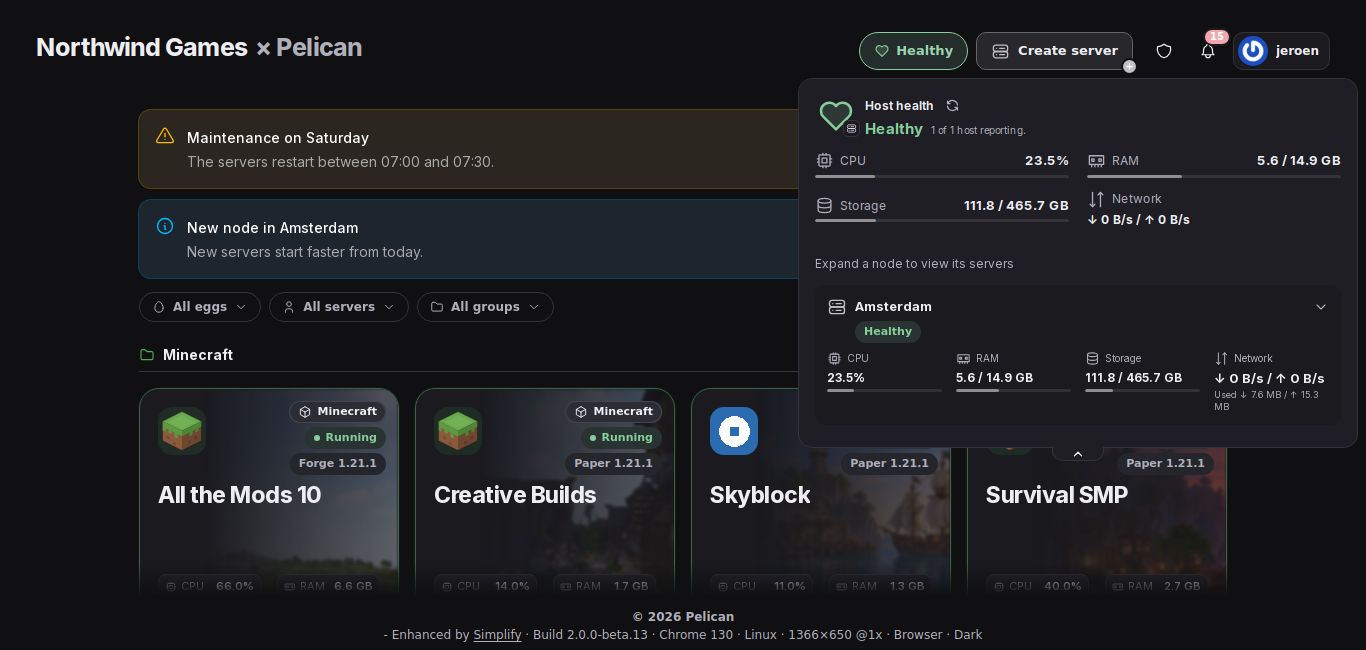 Northwind Games × Pelican
Healthy
Create server
15
jeroen
Maintenance on Saturday
The servers restart between 07:00 and 07:30.
New node in Amsterdam
New servers start faster from today.
All eggs
All servers
All groups
Minecraft
Host health
Healthy 1 of 1 host reporting.
CPU 23.5%
RAM 5.6 / 14.9 GB
Storage 111.8 / 465.7 GB
Network
↓ 0 B/s / ↑ 0 B/s
Expand a node to view its servers
Amsterdam
Healthy
CPU
23.5%
RAM
5.6 / 14.9 GB
Storage
111.8 / 465.7 GB
Network
↓ 0 B/s / ↑ 0 B/s
Used ↓ 7.6 MB / ↑ 15.3
MB
Minecraft
Running
Forge 1.21.1
All the Mods 10
CPU 66.0%
RAM 6.6 GB
Minecraft
Running
Paper 1.21.1
Creative Builds
CPU 14.0%
RAM 1.7 GB
Paper 1.21.1
Skyblock
CPU 11.0%
RAM 1.3 GB
Paper 1.21.1
Survival SMP
CPU 40.0%
RAM 2.7 GB
© 2026 Pelican
- Enhanced by Simplify · Build 2.0.0-beta.13 · Chrome 130 · Linux · 1366×650 @1x · Browser · Dark